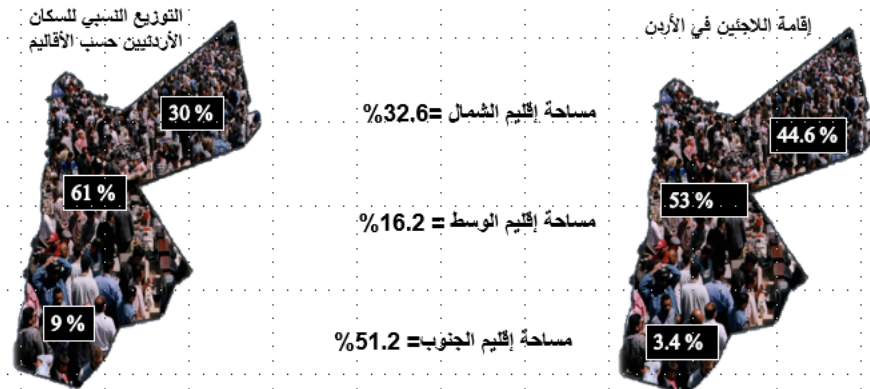 إقامة اللاجئين في الأردن
44.6 %
53 %
3.4 %
مساحة إقليم الشمال =32.6%
مساحة إقليم الوسط = 16.2%
مساحة إقليم الجنوب= 51.2%
التوزيع النسبي للسكان
الأردنيين حسب الأقاليم
30 %
61 %
9 %